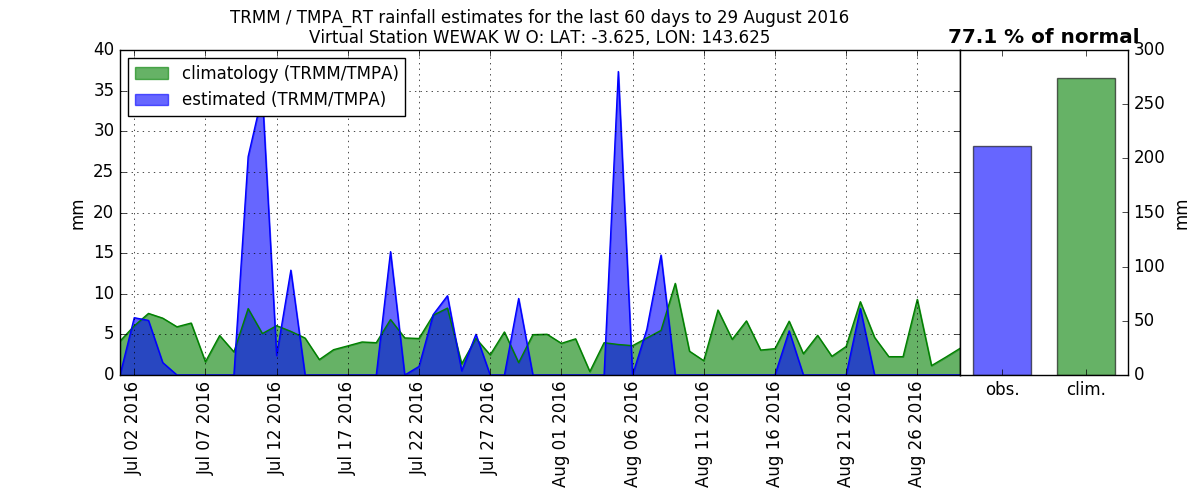 TRMM / TMPA_RT rainfall estimates for the last 60 days to 29 August 2016
Virtual Station WEWAK W O: LAT: -3.625, LON: 143.625
77.1 % of normal
climatology (TRMM/TMPA)
estimated (TRMM/TMPA)
40
35
30
25
20
15
10
5
0
mm
Jul 02 2016
Jul 07 2016
Jul 12 2016
Jul 17 2016
Jul 22 2016
Jul 27 2016
Aug 01 2016
Aug 06 2016
Aug 11 2016
Aug 16 2016
Aug 21 2016
Aug 26 2016
obs.
clim.
300
250
200
150
100
50
0
mm